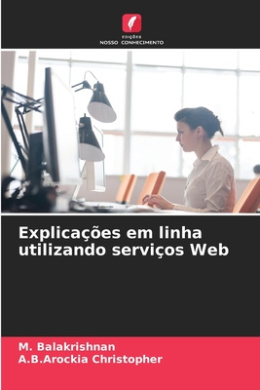 edições
NOSSO CONHECIMENTO
Explicações em linha
utilizando serviços Web
M. Balakrishnan
A.B.Arockia Christopher